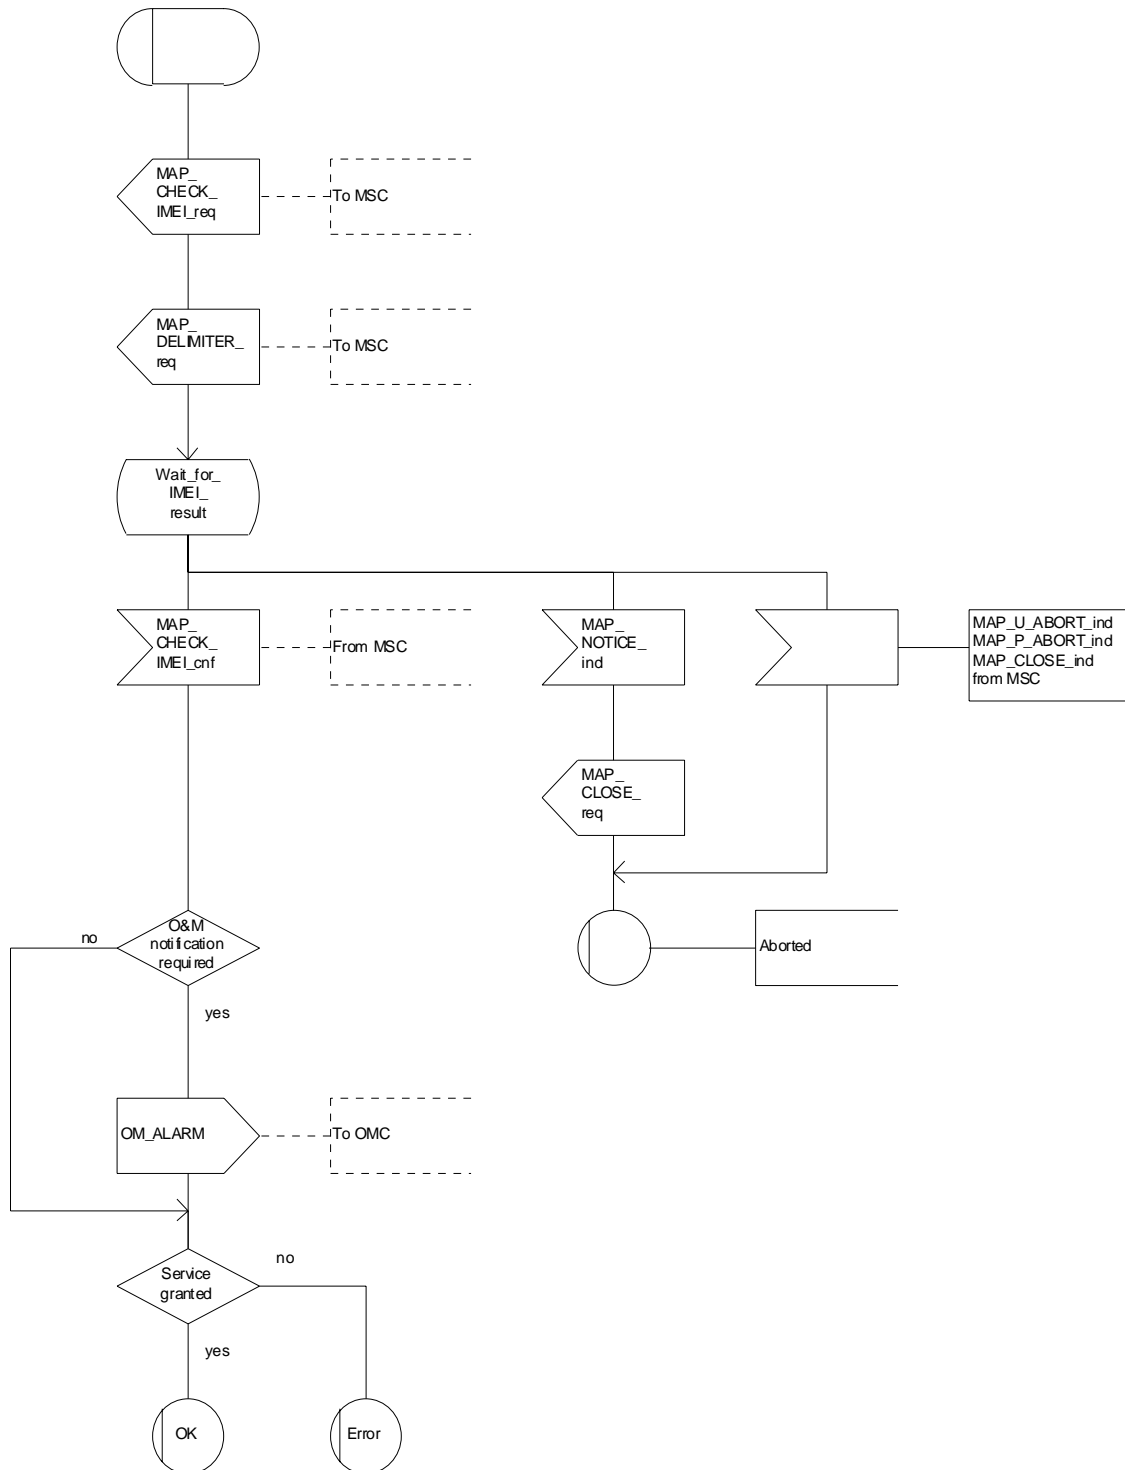 MAP_
CHECK_
IMEI_req
To MSC
MAP_
DELIMITER_
req
To MSC
Wait_for_
IMEI_
result
MAP_
CHECK_
IMEI_cnf
From MSC
MAP_
NOTICE_
ind
MAP_U_ABORT_ind
MAP_P_ABORT_ind
MAP_CLOSE_ind
from MSC
MAP_
CLOSE_
req
O&M
notification
required
no
yes
Aborted
OM_ALARM
To OMC
Service
granted
no
yes
OK
Error